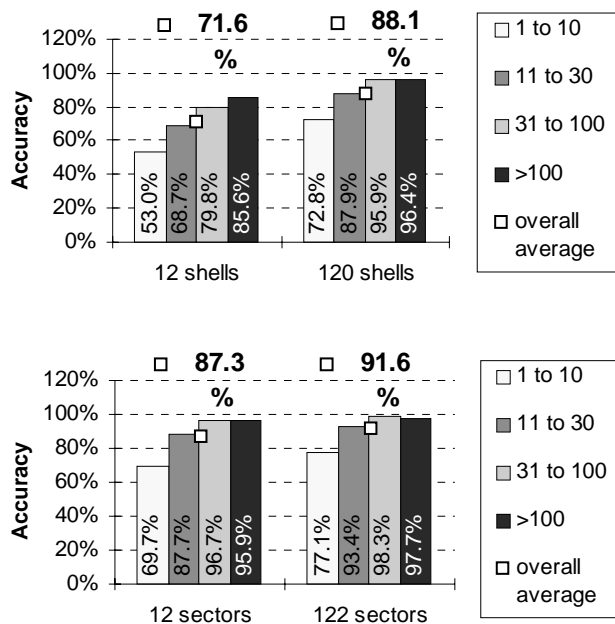 71.6
88.1
120%
%
%
100%
80%
60%
40%
20%
0%
Accuracy
53.0%
68.7%
79.8%
85.6%
72.8%
87.9%
95.9%
96.4%
12 shells
120 shells
1 to 10
11 to 30
31 to 100
>100
overall
average
87.3
91.6
120%
%
%
100%
80%
60%
40%
20%
0%
Accuracy
69.7%
87.7%
96.7%
95.9%
77.1%
93.4%
98.3%
97.7%
12 sectors
122 sectors
1 to 10
11 to 30
31 to 100
>100
overall
average